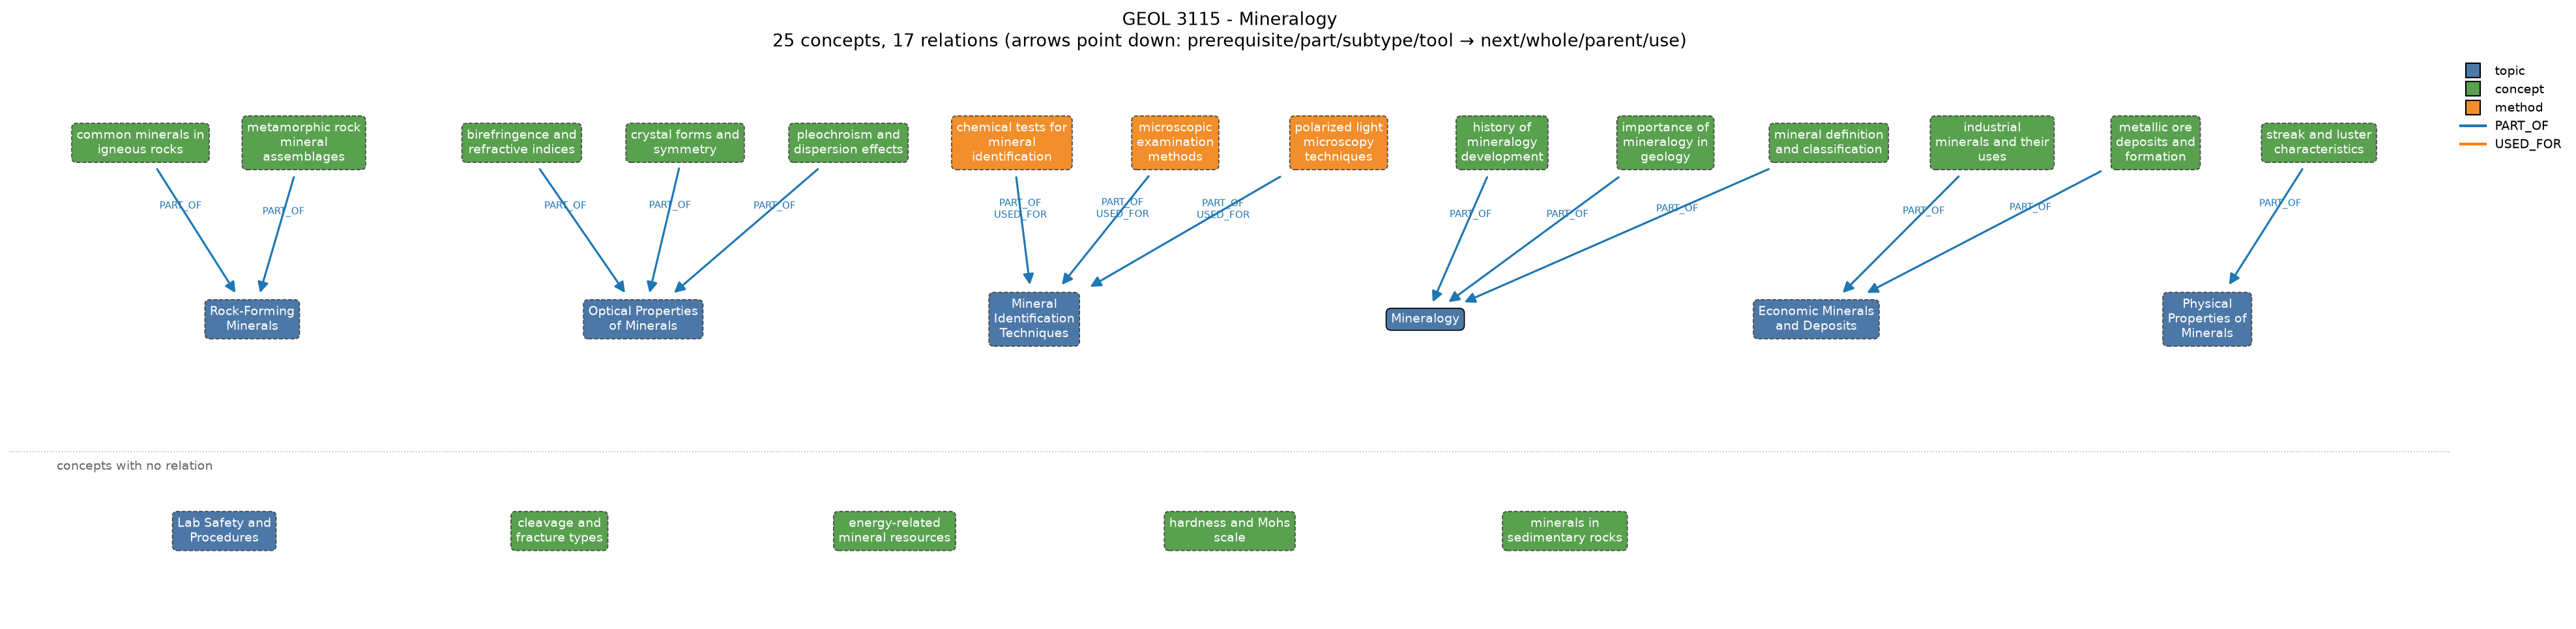 GEOL 3115 - Mineralogy
25 concepts, 17 relations (arrows point down: prerequisite/part/subtype/tool → next/whole/parent/use)
topic
concept
method
PART_OF
USED_FOR
common minerals in
igneous rocks
metamorphic rock
mineral
assemblages
birefringence and
refractive indices
crystal forms and
symmetry
pleochroism and
dispersion effects
chemical tests for
mineral
identification
microscopic
examination
methods
polarized light
microscopy
techniques
history of
mineralogy
development
importance of
mineralogy in
geology
mineral definition
and classification
industrial
minerals and their
uses
metallic ore
deposits and
formation
streak and luster
characteristics
PART_OF
PART_OF
PART_OF
PART_OF
PART_OF
PART_OF
USED_FOR
PART_OF
USED_FOR
PART_OF
USED_FOR
PART_OF
PART_OF
PART_OF
PART_OF
PART_OF
PART_OF
Rock-Forming
Minerals
Optical Properties
of Minerals
Mineral
Identification
Techniques
Mineralogy
Economic Minerals
and Deposits
Physical
Properties of
Minerals
concepts with no relation
Lab Safety and
Procedures
cleavage and
fracture types
energy-related
mineral resources
hardness and Mohs
scale
minerals in
sedimentary rocks